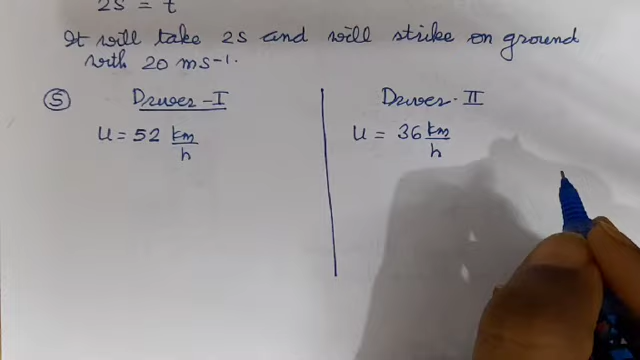 2s = t
It will take 2s and will strike on ground
with 20 ms-1.
5 Driver-I Driver-II
u = 52 km/h u = 36 km/h